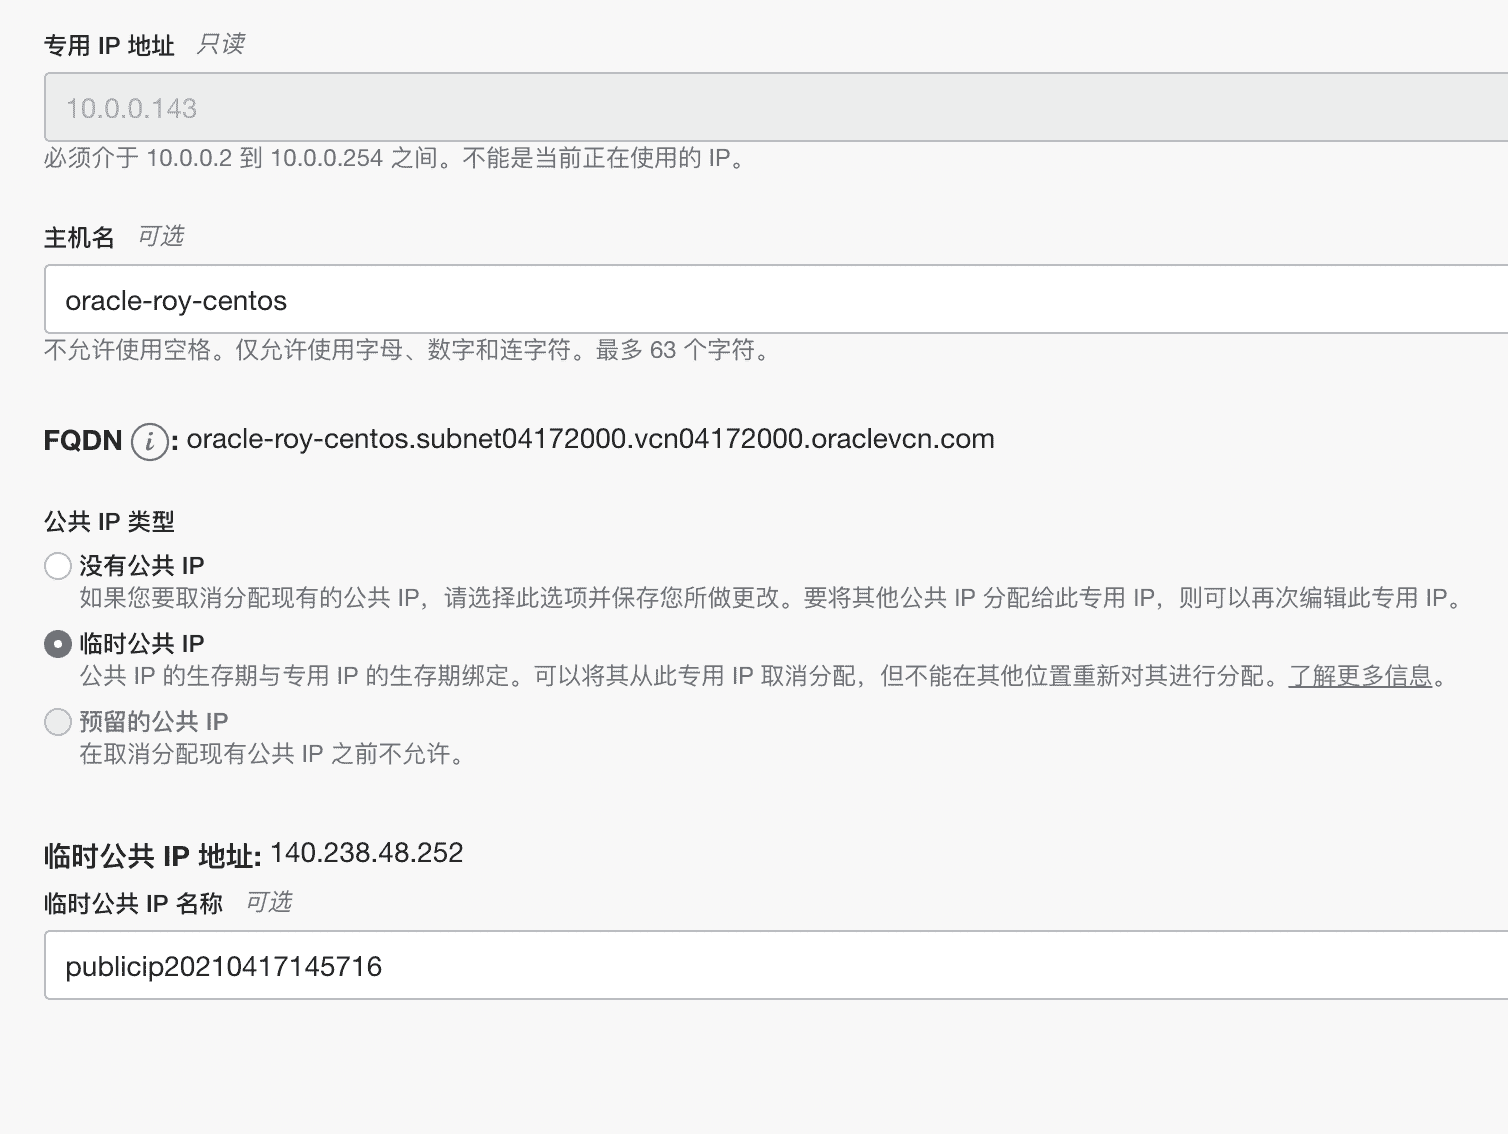 专用 IP 地址 只读
10.0.0.143
必须介于 10.0.0.2 到 10.0.0.254 之间。不能是当前正在使用的 IP。
主机名 可选
oracle-roy-centos
不允许使用空格。仅允许使用字母、数字和连字符。最多 63 个字符。
FQDN i : oracle-roy-centos.subnet04172000.vcn04172000.oraclevcn.com
公共 IP 类型
没有公共 IP
如果您要取消分配现有的公共 IP，请选择此选项并保存您所做更改。要将其他公共 IP 分配给此专用 IP，则可以再次编辑此专用 IP。
临时公共 IP
公共 IP 的生存期与专用 IP 的生存期绑定。可以将其从此专用 IP 取消分配，但不能在其他位置重新对其进行分配。了解更多信息。
预留的公共 IP
在取消分配现有公共 IP 之前不允许。
临时公共 IP 地址: 140.238.48.252
临时公共 IP 名称 可选
publicip20210417145716